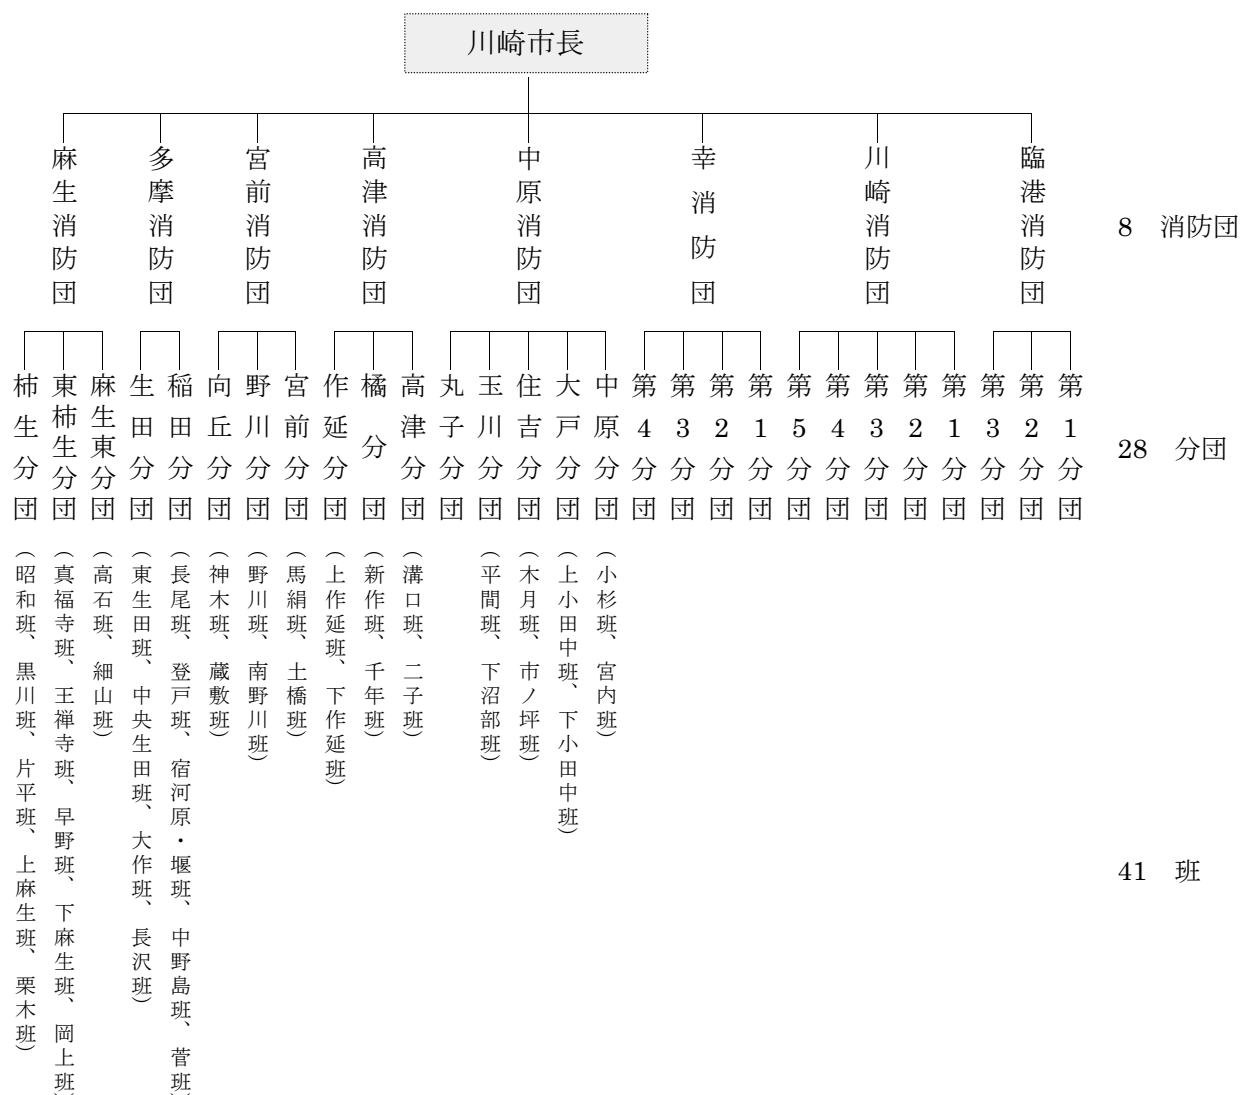 川崎市長
臨港消防団
川崎消防団
幸消防団
中原消防団
高津消防団
宮前消防団
多摩消防団
麻生消防団
8 消防団
第1分団
第2分団
第3分団
第1分団
第2分団
第3分団
第4分団
第5分団
第1分団
第2分団
第3分団
第4分団
中原分団
大戸分団
住吉分団
玉川分団
丸子分団
高津分団
橘分団
作延分団
宮前分団
野川分団
向丘分団
稲田分団
生田分団
麻生東分団
東柿生分団
柿生分団
28 分団
(小杉班、宮内班)
(上小田中班、下小田中班)
(木月班、市ノ坪班)
(平間班、下沼部班)
(溝口班、二子班)
(新作班、千年班)
(上作延班、下作延班)
(馬絹班、土橋班)
(野川班、南野川班)
(神木班、蔵敷班)
(長尾班、登戸班、宿河原・堰班、中野島班、菅班)
(東生田班、中央生田班、大作班、長沢班)
(高石班、細山班)
(真福寺班、王禅寺班、早野班、下麻生班、岡上班)
(昭和班、黒川班、片平班、上麻生班、栗木班)
41 班